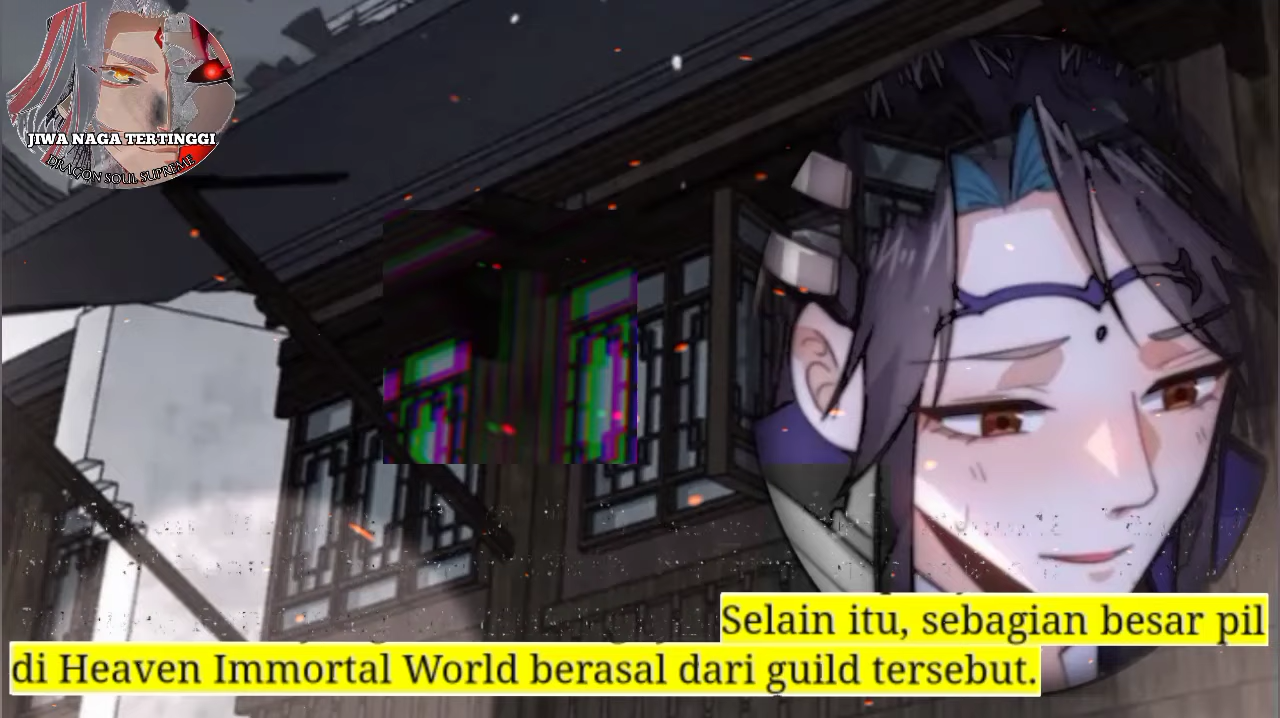 JIWA NAGA TERTINGGI
DRAGON SOUL SUPREME
Selain itu, sebagian besar pil
di Heaven Immortal World berasal dari guild tersebut.